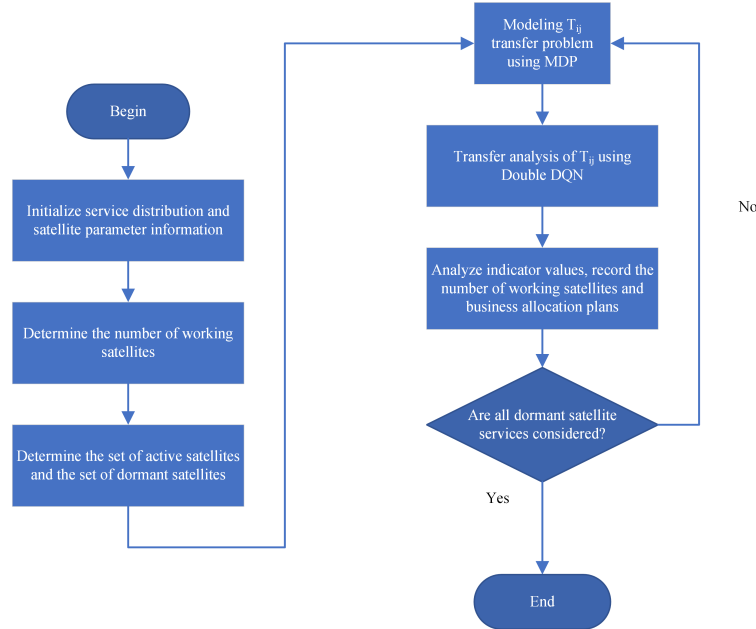 Begin
Initialize service distribution and
satellite parameter information
Determine the number of working
satellites
Determine the set of active satellites
and the set of dormant satellites
Modeling Tij
transfer problem
using MDP
Transfer analysis of Tij using
Double DQN
Analyze indicator values, record the
number of working satellites and
business allocation plans
Are all dormant satellite
services considered?
No
Yes
End